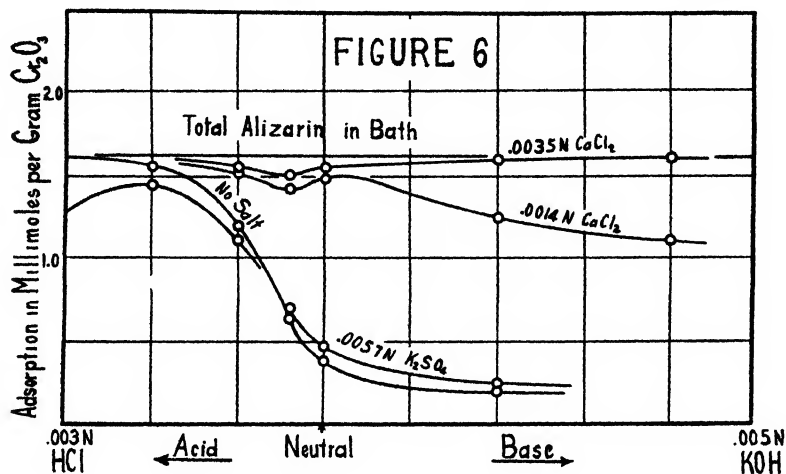 FIGURE 6
Adsorption in Millimoles per Gram Cr2O3
2.0
1.0
Total Alizarin in Bath
.0035N CaCl2
.0014N CaCl2
No Salt
.0057N K2SO4
.003N
HCl
Acid
Neutral
Base
.005N
KOH